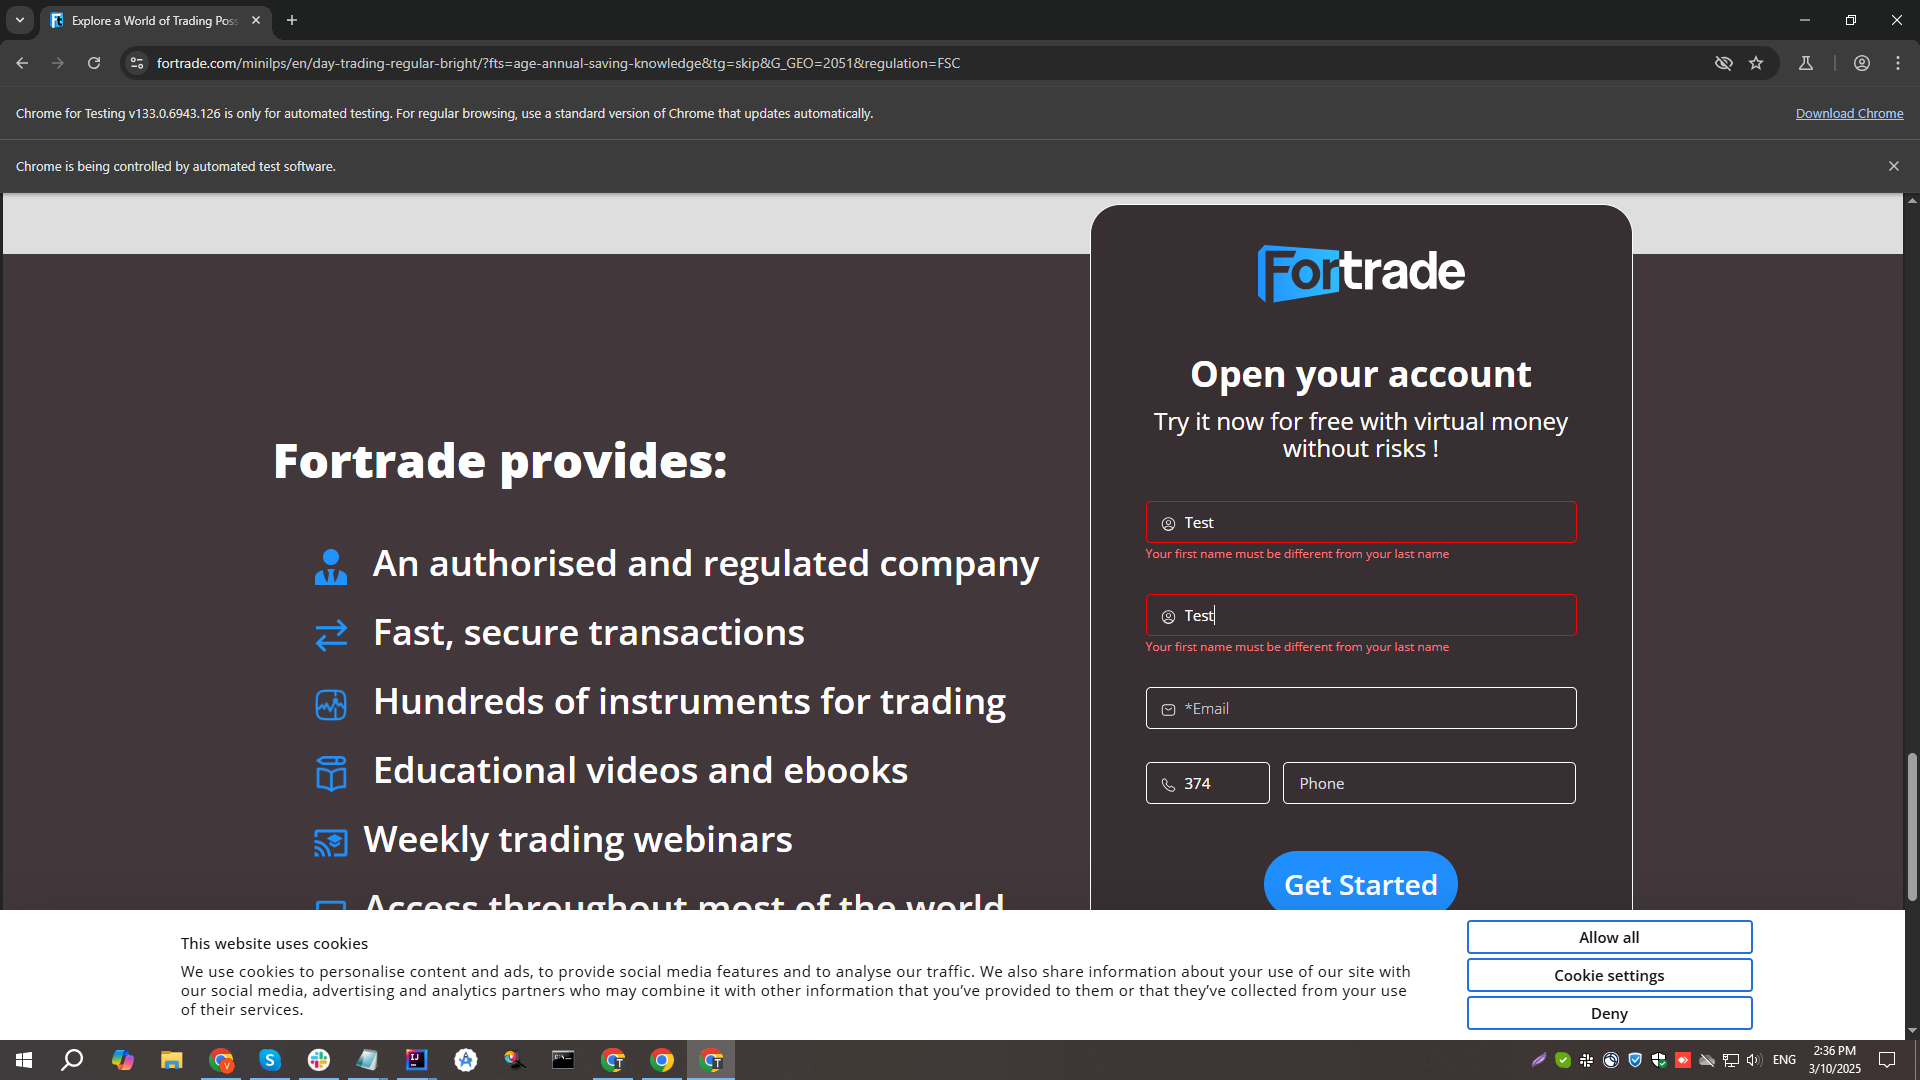 Explore a World of Trading Pos
fortrade.com/minilps/en/day-trading-regular-bright/?fts=age-annual-saving-knowledge&tg=skip&G_GEO=2051&regulation=FSC
Chrome for Testing v133.0.6943.126 is only for automated testing. For regular browsing, use a standard version of Chrome that updates automatically.
Download Chrome
Chrome is being controlled by automated test software.
Fortrade
Open your account
Try it now for free with virtual money
without risks !
Fortrade provides:
An authorised and regulated company
Fast, secure transactions
Hundreds of instruments for trading
Educational videos and ebooks
Weekly trading webinars
Access throughout most of the world
Test
Your first name must be different from your last name
Test
Your first name must be different from your last name
*Email
374
Phone
Get Started
This website uses cookies
We use cookies to personalise content and ads, to provide social media features and to analyse our traffic. We also share information about your use of our site with
our social media, advertising and analytics partners who may combine it with other information that you've provided to them or that they've collected from your use
of their services.
Allow all
Cookie settings
Deny
ENG
2:36 PM
3/10/2025